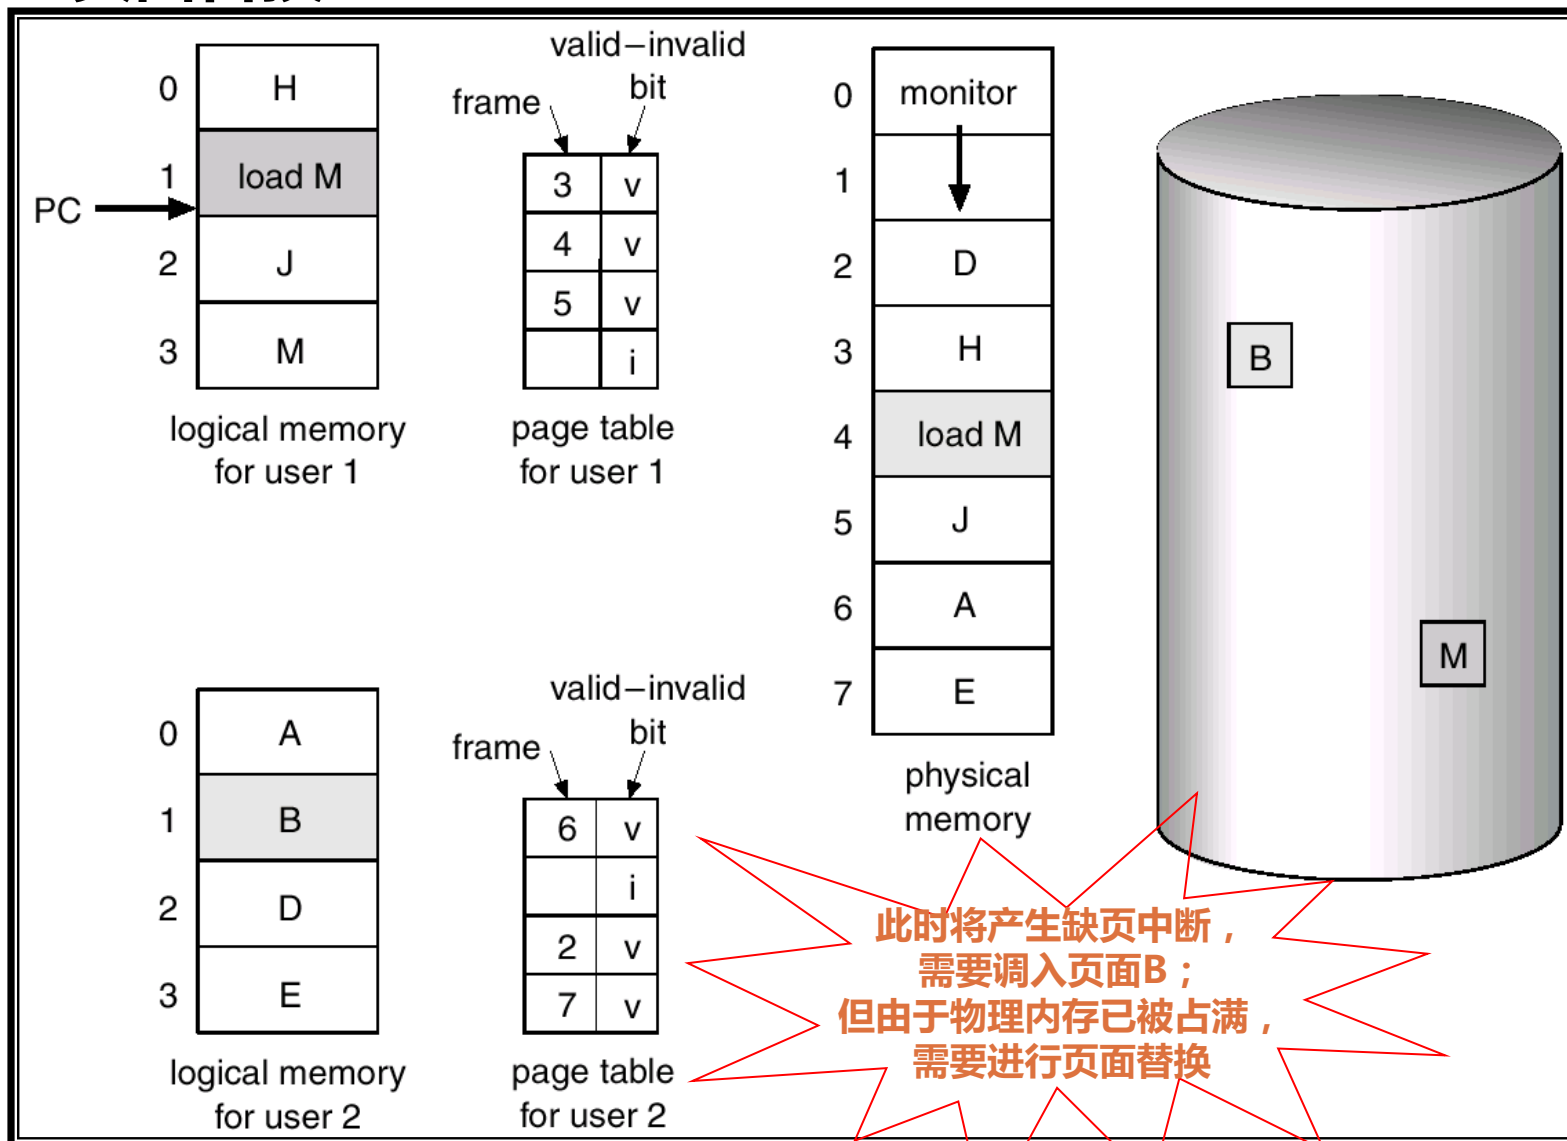 valid–invalid
bit
frame
0 H
1 load M
2 J
3 M
PC
3 v
4 v
5 v
i
logical memory
for user 1
page table
for user 1
0 monitor
1
2 D
3 H
4 load M
5 J
6 A
7 E
physical
memory
B
M
valid–invalid
bit
frame
0 A
1 B
2 D
3 E
6 v
i
2 v
7 v
logical memory
for user 2
page table
for user 2
此时将产生缺页中断，
需要调入页面B；
但由于物理内存已被占满，
需要进行页面替换